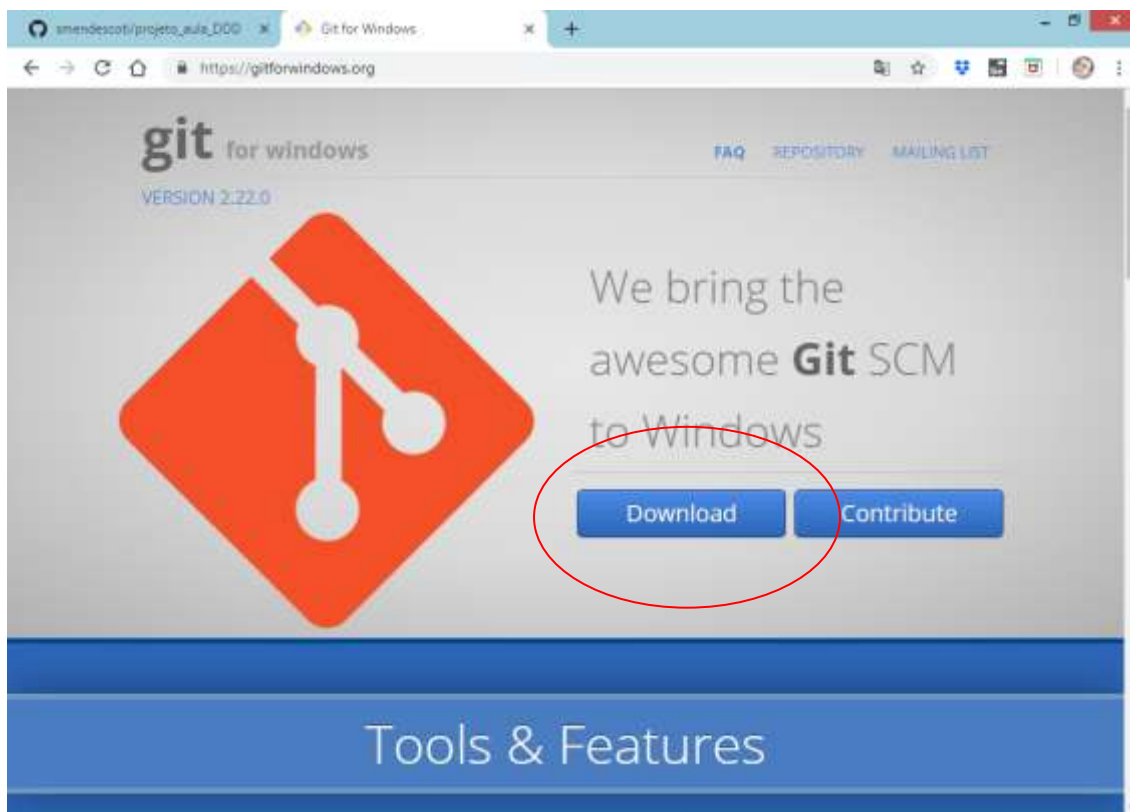 smendescoti/projeto_aula_DDD
Git for Windows
https://gitforwindows.org
git for windows
FAQ REPOSITORY MAILING LIST
VERSION 2.22.0
We bring the
awesome Git SCM
to Windows
Download
Contribute
Tools & Features